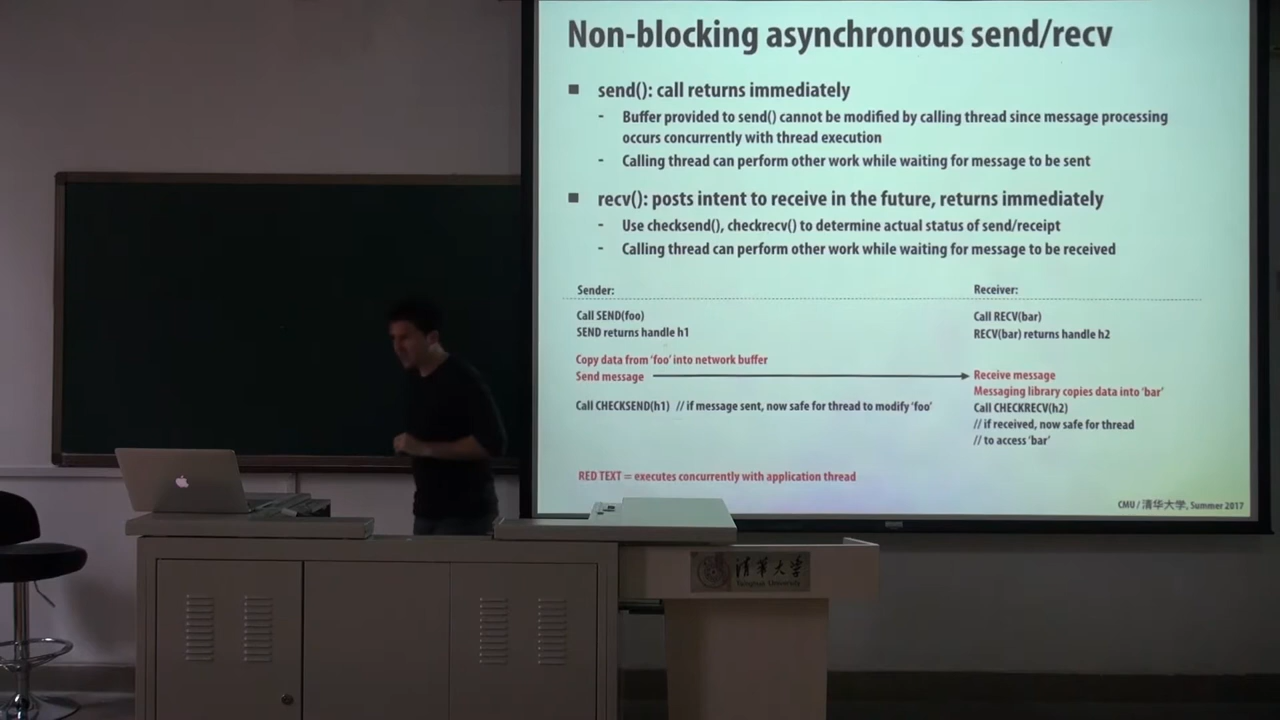 Non-blocking asynchronous send/recv
send(): call returns immediately
- Buffer provided to send() cannot be modified by calling thread since message processing
occurs concurrently with thread execution
- Calling thread can perform other work while waiting for message to be sent
recv(): posts intent to receive in the future, returns immediately
- Use checksend(), checkrecv() to determine actual status of send/receipt
- Calling thread can perform other work while waiting for message to be received
Sender:
Call SEND(foo)
SEND returns handle h1
Copy data from ‘foo’ into network buffer
Send message
Call CHECKSEND(h1) // if message sent, now safe for thread to modify ‘foo’
Receiver:
Call RECV(bar)
RECV(bar) returns handle h2
Receive message
Messaging library copies data into ‘bar’
Call CHECKRECV(h2)
// if received, now safe for thread
// to access ‘bar’
RED TEXT = executes concurrently with application thread
CMU / 清华大学, Summer 2017
清華大学
Tsinghua University